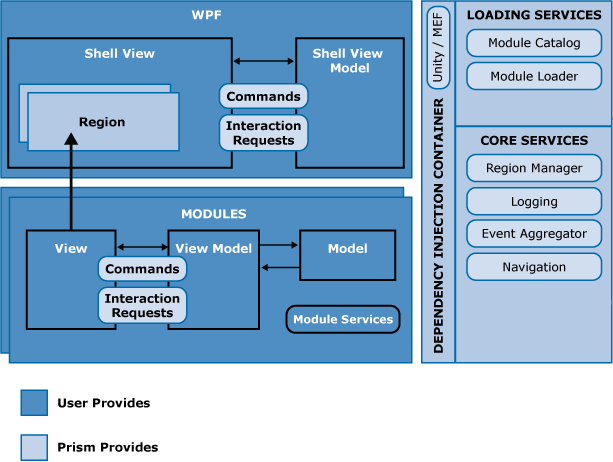 WPF
Shell View
Shell View
Model
Region
Commands
Interaction
Requests
MODULES
View
View Model
Model
Commands
Interaction
Requests
Module Services
DEPENDENCY INJECTION CONTAINER
Unity / MEF
LOADING SERVICES
Module Catalog
Module Loader
CORE SERVICES
Region Manager
Logging
Event Aggregator
Navigation
User Provides
Prism Provides